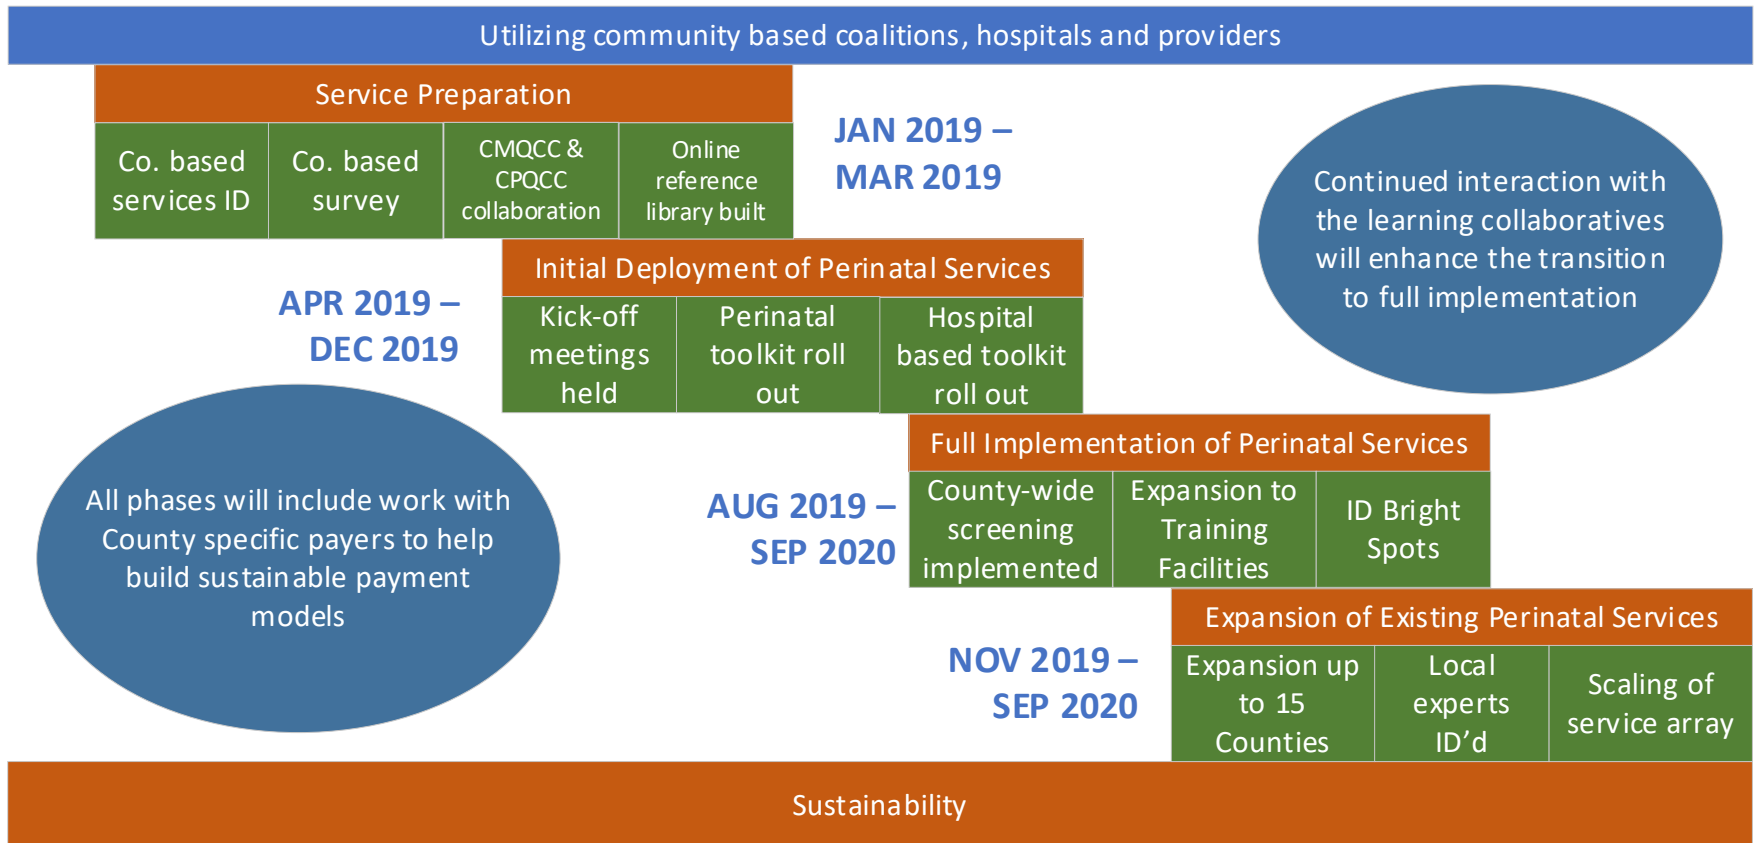 Utilizing community based coalitions, hospitals and providers
Service Preparation
Co. based
services ID
Co. based
survey
CMQCC &
CPQCC
collaboration
Online
reference
library built
JAN 2019 –
MAR 2019
Continued interaction with
the learning collaboratives
will enhance the transition
to full implementation
Initial Deployment of Perinatal Services
APR 2019 –
DEC 2019
Kick-off
meetings
held
Perinatal
toolkit roll
out
Hospital
based toolkit
roll out
All phases will include work with
County specific payers to help
build sustainable payment
models
Full Implementation of Perinatal Services
AUG 2019 –
SEP 2020
County-wide
screening
implemented
Expansion to
Training
Facilities
ID Bright
Spots
Expansion of Existing Perinatal Services
NOV 2019 –
SEP 2020
Expansion up
to 15
Counties
Local
experts
ID’d
Scaling of
service array
Sustainability